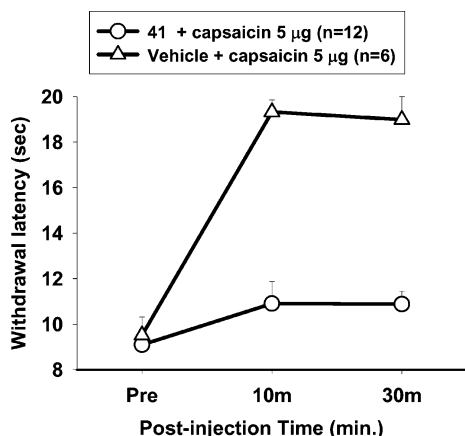 41 + capsaicin 5 μg (n=12)
Vehicle + capsaicin 5 μg (n=6)
20
18
16
14
12
10
8
Withdrawal latency (sec)
Pre
10m
30m
Post-injection Time (min.)